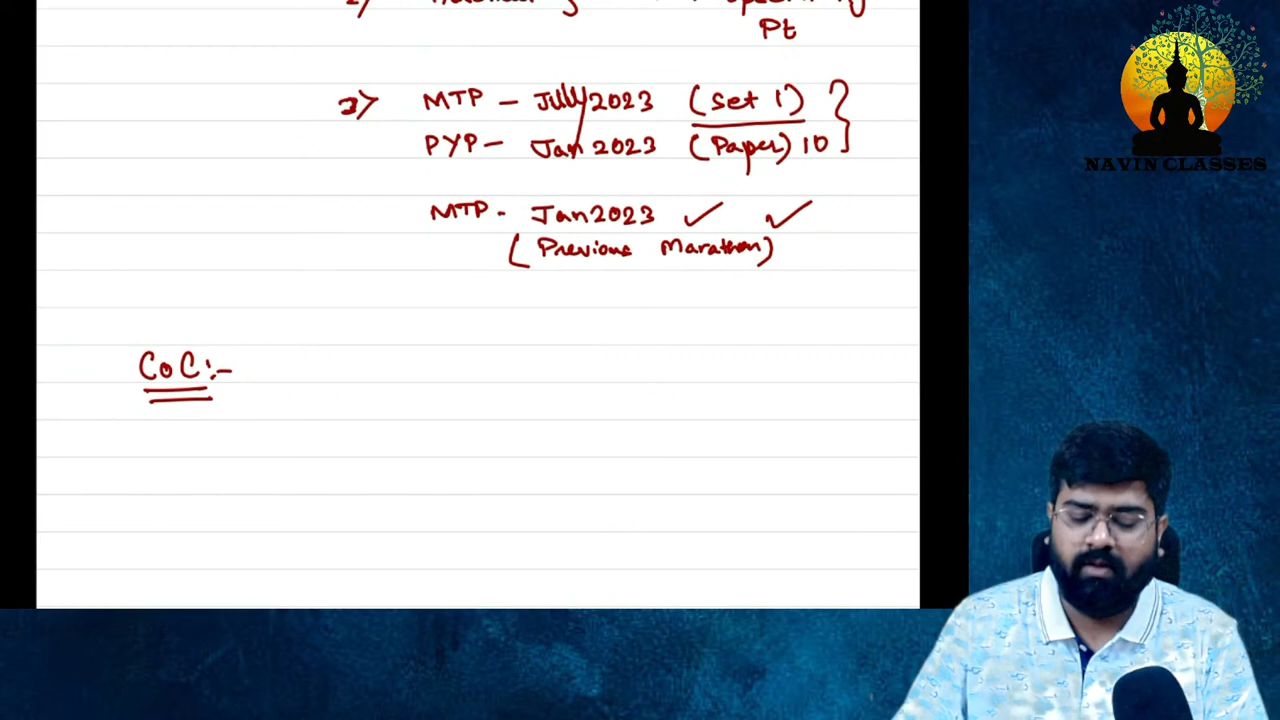 Pt
MTP - July 2023 (Set 1)
PYP - Jan 2023 (Paper) 10
MTP - Jan 2023 ✓ ✓
(Previous Marathon)
CoC:-
NAVIN CLASSES